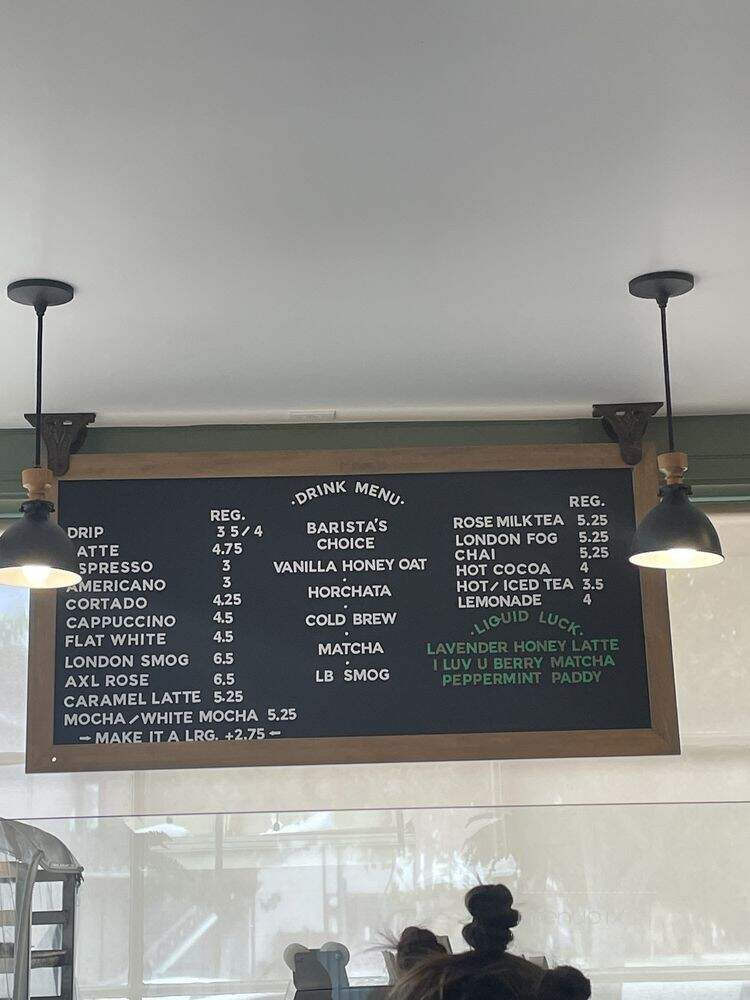 ·DRINK MENU·
REG.
DRIP 3 5/4
LATTE 4.75
ESPRESSO 3
AMERICANO 3
CORTADO 4.25
CAPPUCCINO 4.5
FLAT WHITE 4.5
LONDON SMOG 6.5
AXL ROSE 6.5
CARAMEL LATTE 5.25
MOCHA/WHITE MOCHA 5.25
→ MAKE IT A LRG. +2.75 ←
BARISTA'S
CHOICE
VANILLA HONEY OAT
·
HORCHATA
·
COLD BREW
·
MATCHA
·
LB SMOG
REG.
ROSE MILK TEA 5.25
LONDON FOG 5.25
CHAI 5.25
HOT COCOA 4
HOT/ICED TEA 3.5
LEMONADE 4
·LIQUID LUCK·
LAVENDER HONEY LATTE
I LUV U BERRY MATCHA
PEPPERMINT PADDY